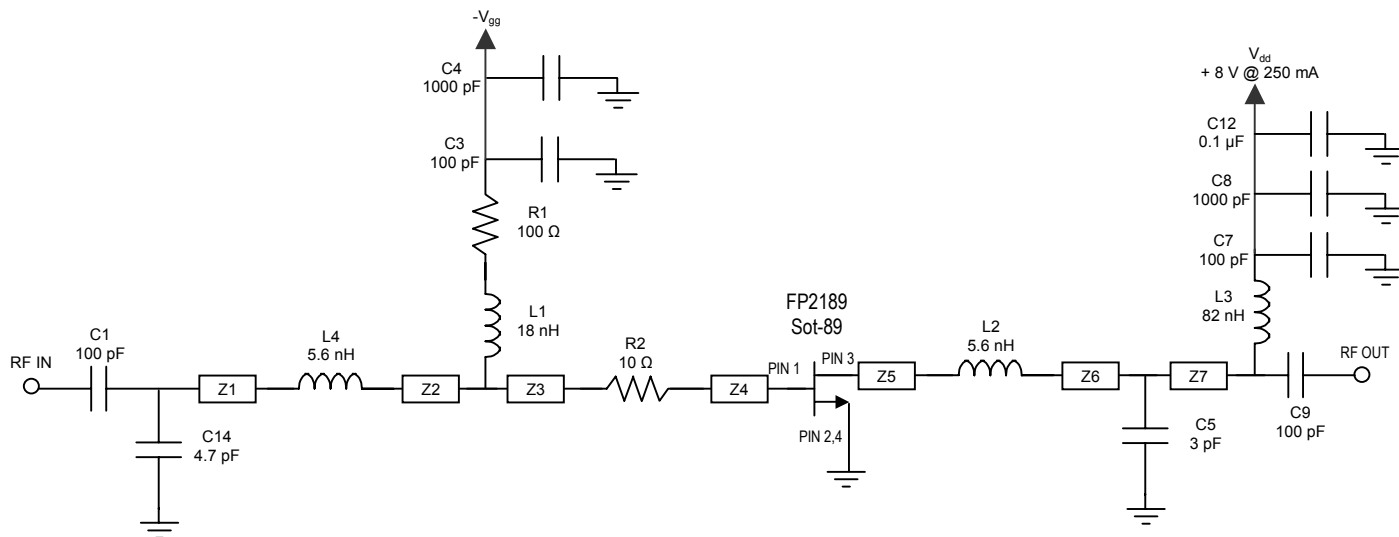 -Vgg
C4
1000 pF
C3
100 pF
R1
100 Ω
L1
18 nH
Vdd
+ 8 V @ 250 mA
C12
0.1 µF
C8
1000 pF
C7
100 pF
L3
82 nH
FP2189
Sot-89
RF IN
C1
100 pF
C14
4.7 pF
Z1
L4
5.6 nH
Z2
Z3
R2
10 Ω
Z4
PIN 1
PIN 3
PIN 2,4
Z5
L2
5.6 nH
Z6
C5
3 pF
Z7
C9
100 pF
RF OUT